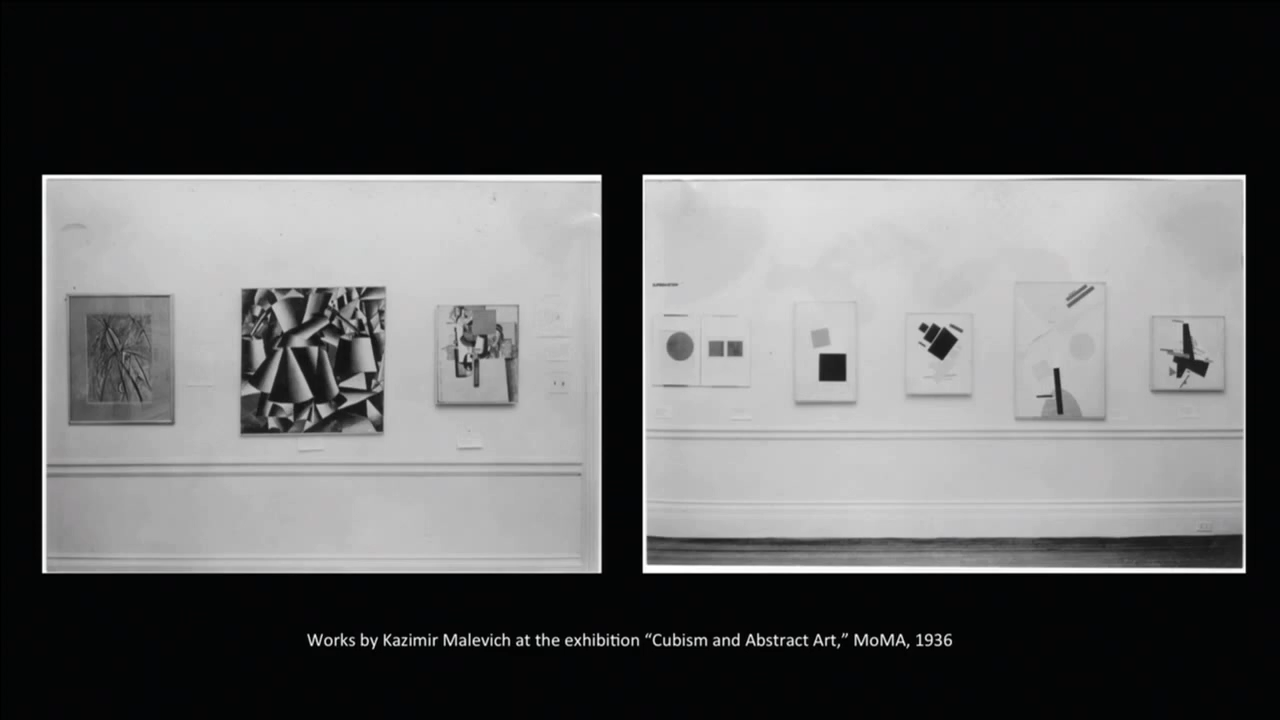 Works by Kazimir Malevich at the exhibition “Cubism and Abstract Art,” MoMA, 1936